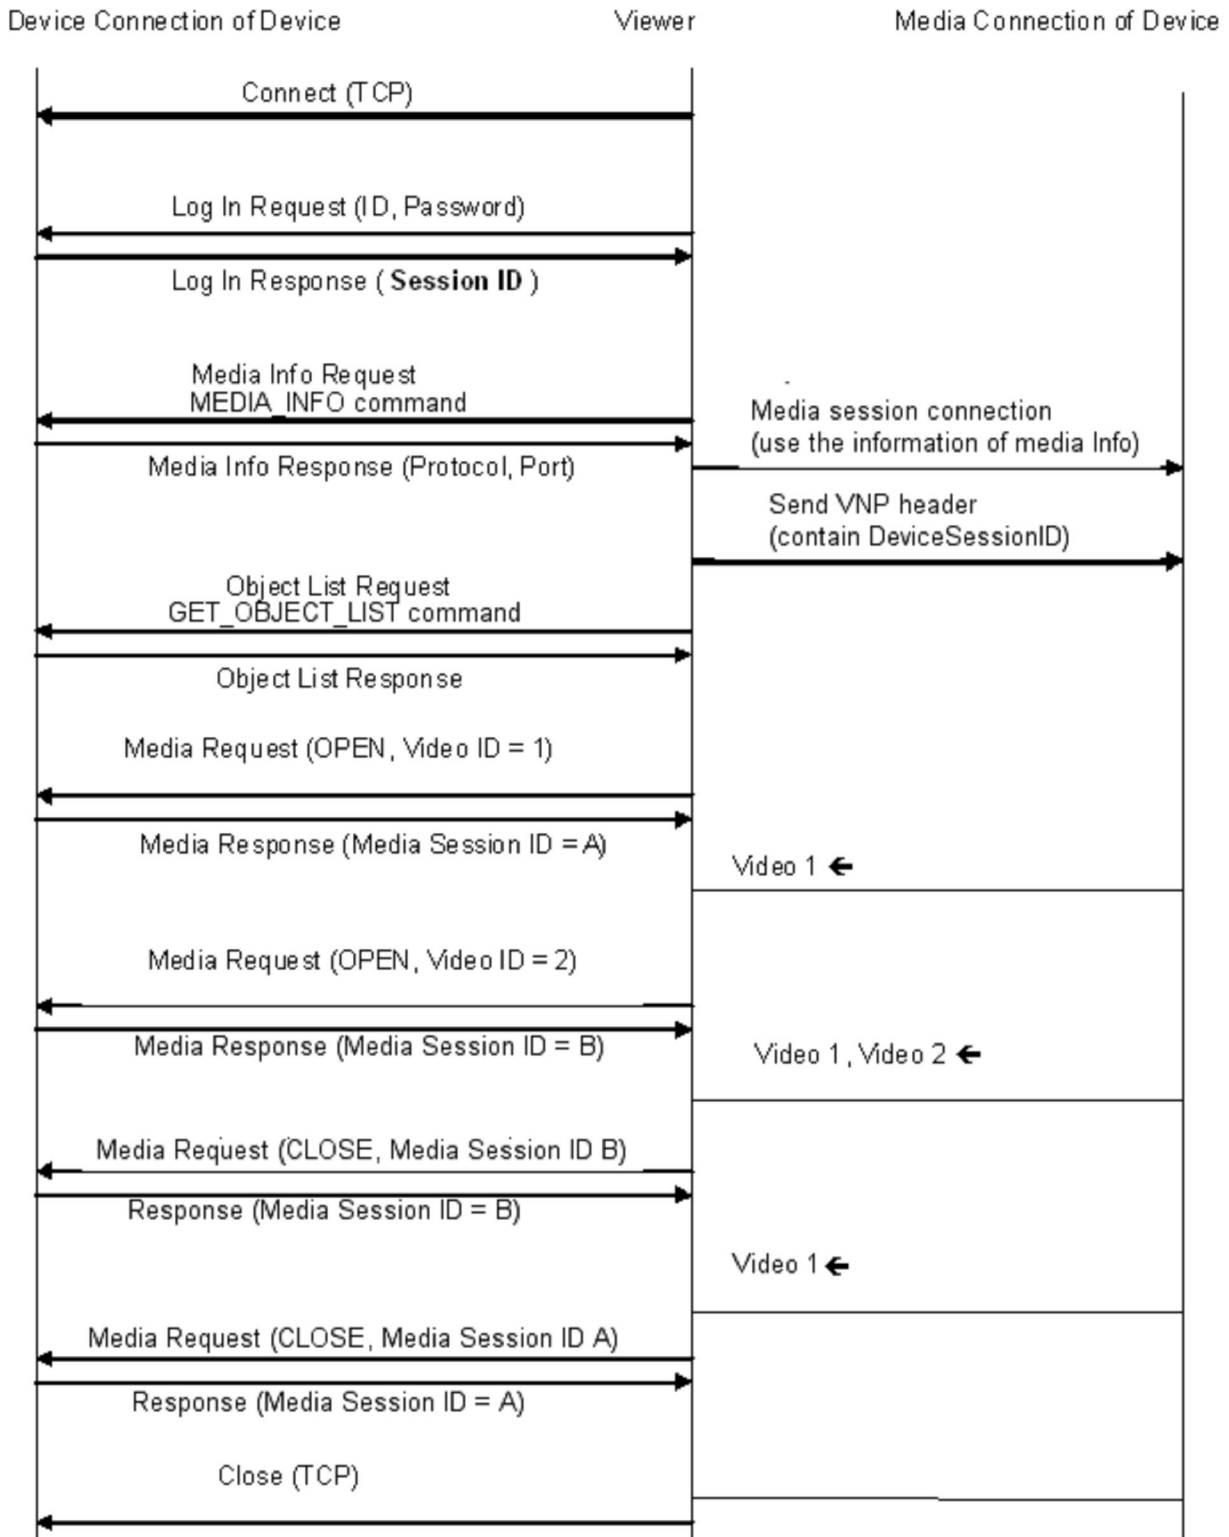 Device Connection of Device
Viewer
Media Connection of Device
Connect (TCP)
Log In Request (ID, Password)
Log In Response ( Session ID )
Media Info Request
MEDIA_INFO command
Media session connection
(use the information of media Info)
Media Info Response (Protocol, Port)
Send VNP header
(contain DeviceSessionID)
Object List Request
GET_OBJECT_LIST command
Object List Response
Media Request (OPEN, Video ID = 1)
Media Response (Media Session ID = A)
Video 1 ←
Media Request (OPEN, Video ID = 2)
Media Response (Media Session ID = B)
Video 1, Video 2 ←
Media Request (CLOSE, Media Session ID B)
Response (Media Session ID = B)
Video 1 ←
Media Request (CLOSE, Media Session ID A)
Response (Media Session ID = A)
Close (TCP)